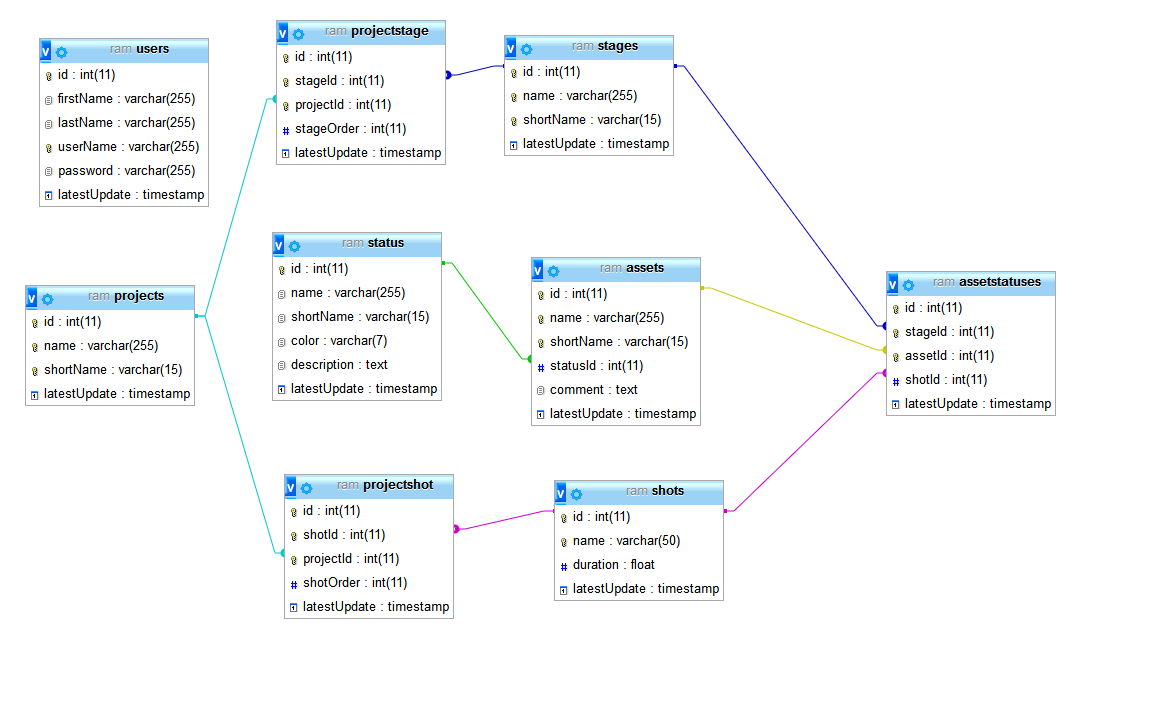 ram users
id : int(11)
firstName : varchar(255)
lastName : varchar(255)
userName : varchar(255)
password : varchar(255)
latestUpdate : timestamp
ram projectstage
id : int(11)
stageId : int(11)
projectId : int(11)
stageOrder : int(11)
latestUpdate : timestamp
ram stages
id : int(11)
name : varchar(255)
shortName : varchar(15)
latestUpdate : timestamp
ram projects
id : int(11)
name : varchar(255)
shortName : varchar(15)
latestUpdate : timestamp
ram status
id : int(11)
name : varchar(255)
shortName : varchar(15)
color : varchar(7)
description : text
latestUpdate : timestamp
ram assets
id : int(11)
name : varchar(255)
shortName : varchar(15)
statusId : int(11)
comment : text
latestUpdate : timestamp
ram assetstatuses
id : int(11)
stageId : int(11)
assetId : int(11)
shotId : int(11)
latestUpdate : timestamp
ram projectshot
id : int(11)
shotId : int(11)
projectId : int(11)
shotOrder : int(11)
latestUpdate : timestamp
ram shots
id : int(11)
name : varchar(50)
duration : float
latestUpdate : timestamp